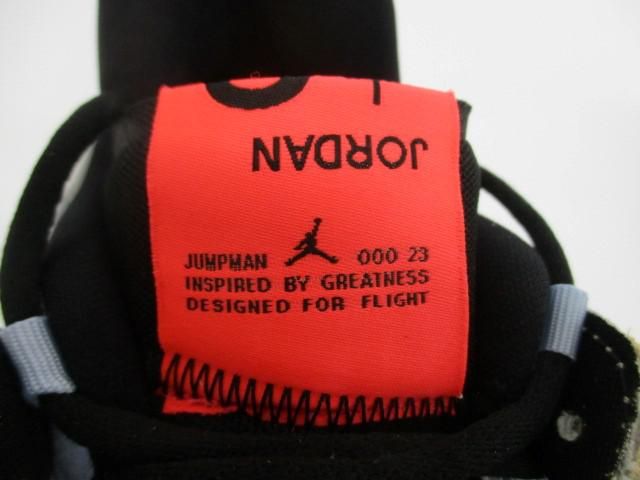 JORDAN
JUMPMAN 000 23
INSPIRED BY GREATNESS
DESIGNED FOR FLIGHT